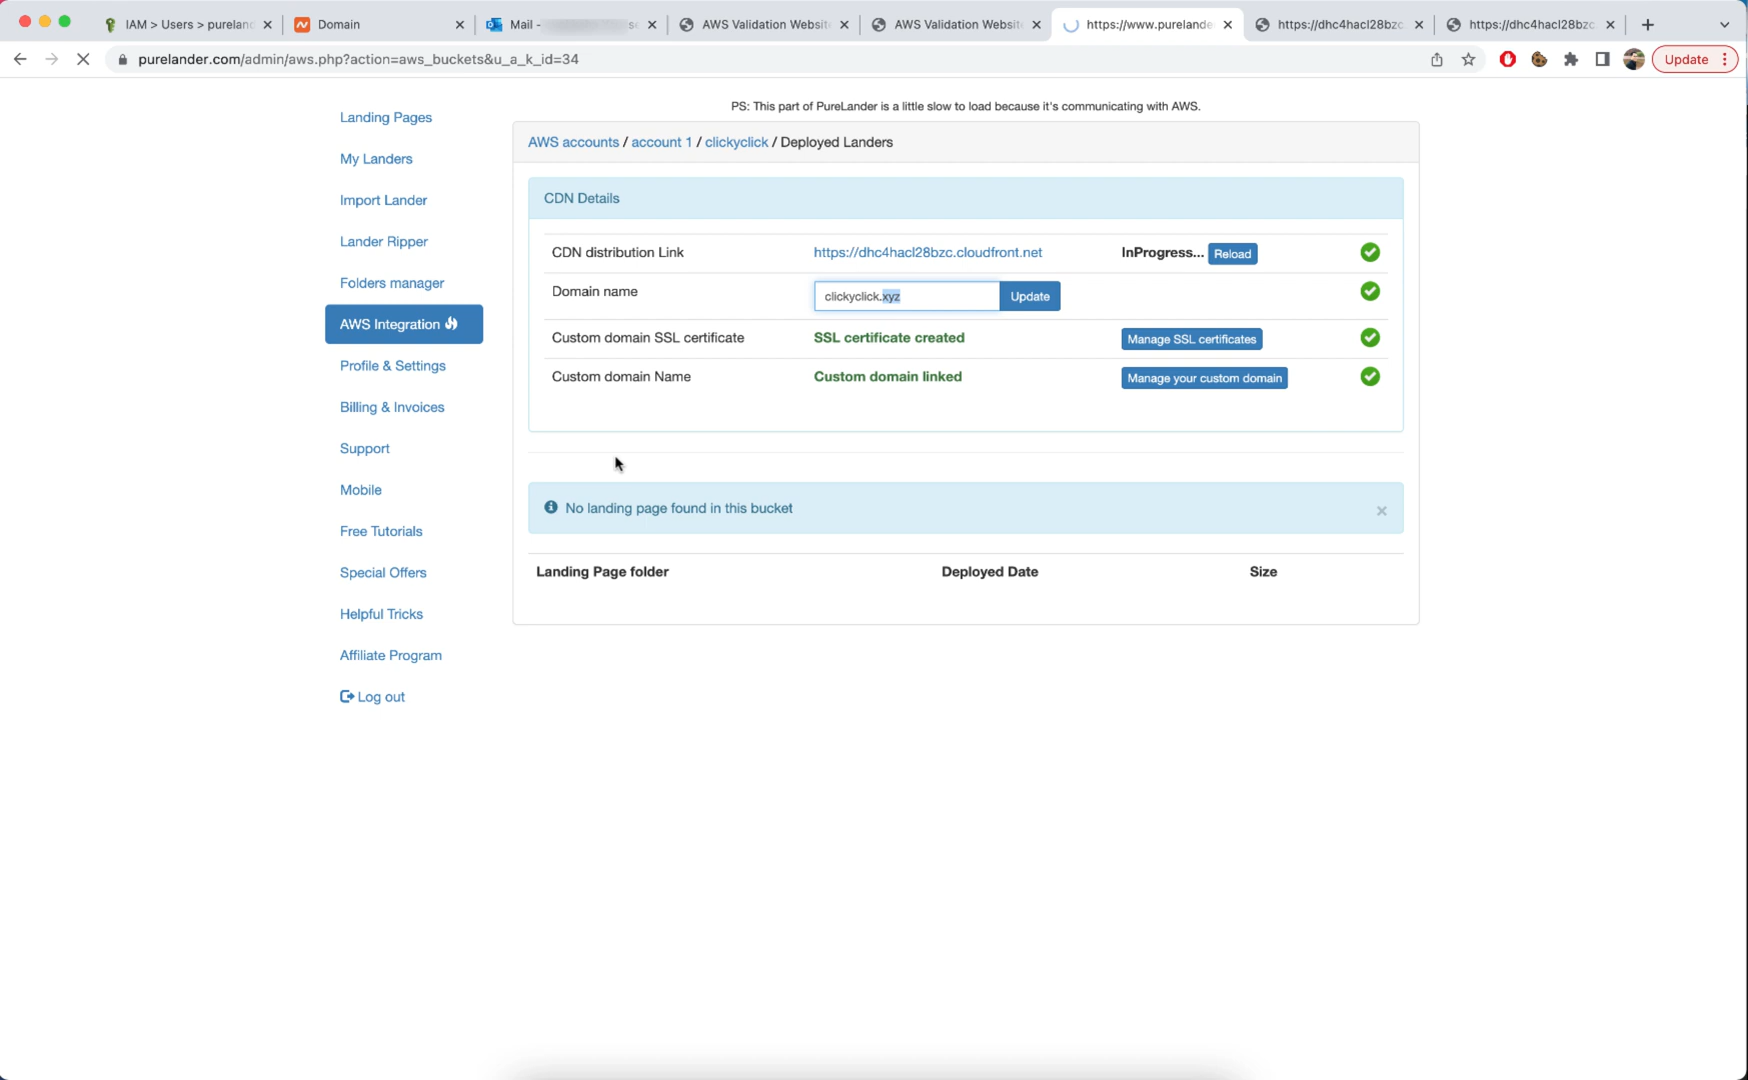 IAM > Users > pureland
Domain
Mail -
AWS Validation Website
AWS Validation Website
https://www.purelander
https://dhc4hacl28bzc
https://dhc4hacl28bzc
purelander.com/admin/aws.php?action=aws_buckets&u_a_k_id=34
Update
Landing Pages
My Landers
Import Lander
Lander Ripper
Folders manager
AWS Integration
Profile & Settings
Billing & Invoices
Support
Mobile
Free Tutorials
Special Offers
Helpful Tricks
Affiliate Program
Log out
PS: This part of PureLander is a little slow to load because it's communicating with AWS.
AWS accounts / account 1 / clickyclick / Deployed Landers
CDN Details
CDN distribution Link https://dhc4hacl28bzc.cloudfront.net InProgress... Reload
Domain name clickyclick.xyz Update
Custom domain SSL certificate SSL certificate created Manage SSL certificates
Custom domain Name Custom domain linked Manage your custom domain
No landing page found in this bucket ×
Landing Page folder Deployed Date Size